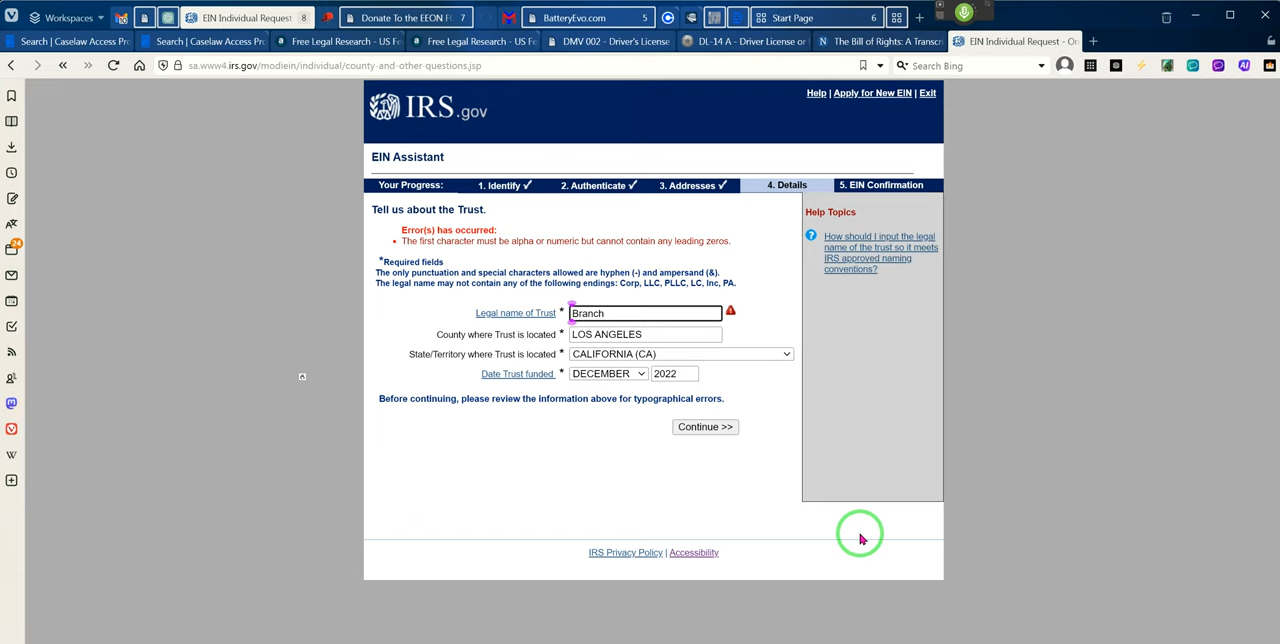 Workspaces
EIN Individual Request 8
Donate To the EEON F 7
BatteryEvo.com 5
Start Page 6
Search | Caselaw Access Pr
Search | Caselaw Access Pr
Free Legal Research - US Fe
Free Legal Research - US Fe
DMV 002 - Driver's License
DL-14 A - Driver License or
The Bill of Rights: A Transcr
EIN Individual Request - On
sa.www4.irs.gov/modiein/individual/county-and-other-questions.jsp
Search Bing
24
IRS.gov
Help | Apply for New EIN | Exit
EIN Assistant
Your Progress: 1. Identify ✓ 2. Authenticate ✓ 3. Addresses ✓ 4. Details 5. EIN Confirmation
Tell us about the Trust.
Error(s) has occurred:
• The first character must be alpha or numeric but cannot contain any leading zeros.
*Required fields
The only punctuation and special characters allowed are hyphen (-) and ampersand (&).
The legal name may not contain any of the following endings: Corp, LLC, PLLC, LC, Inc, PA.
Legal name of Trust * Branch
County where Trust is located * LOS ANGELES
State/Territory where Trust is located * CALIFORNIA (CA)
Date Trust funded * DECEMBER 2022
Before continuing, please review the information above for typographical errors.
Continue >>
Help Topics
How should I input the legal
name of the trust so it meets
IRS approved naming
conventions?
IRS Privacy Policy | Accessibility